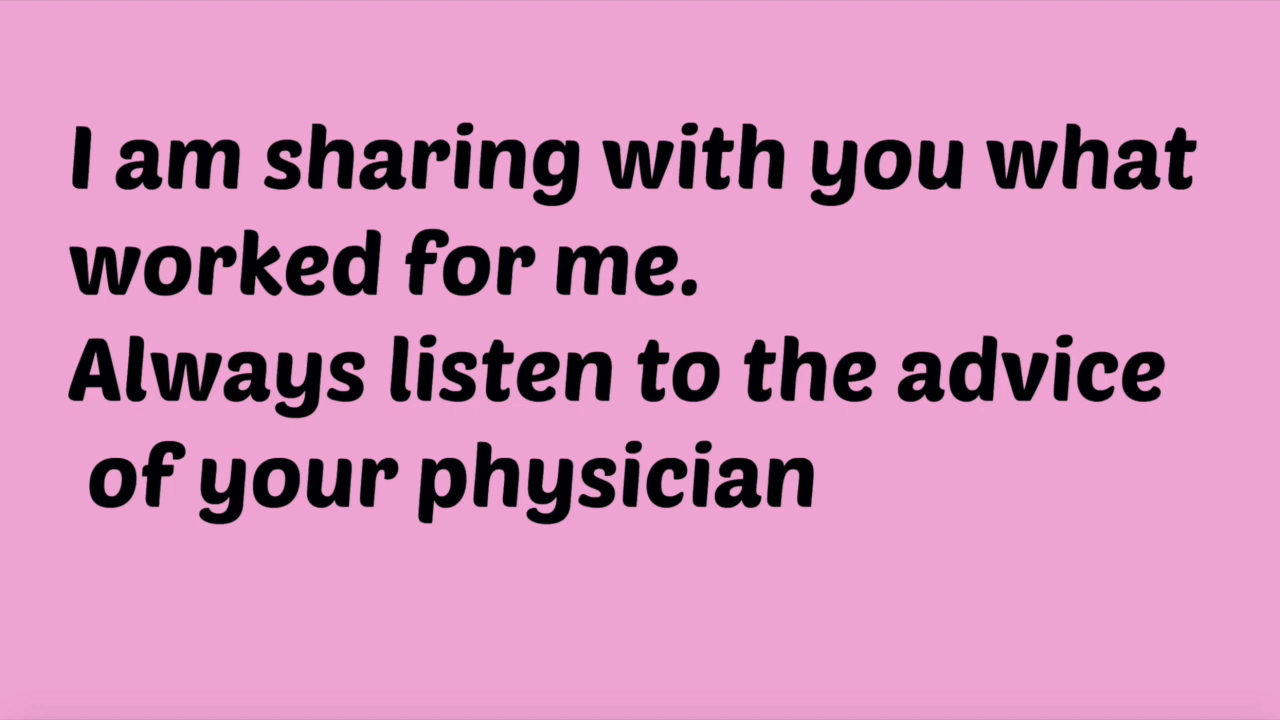 I am sharing with you what
worked for me.
Always listen to the advice
of your physician